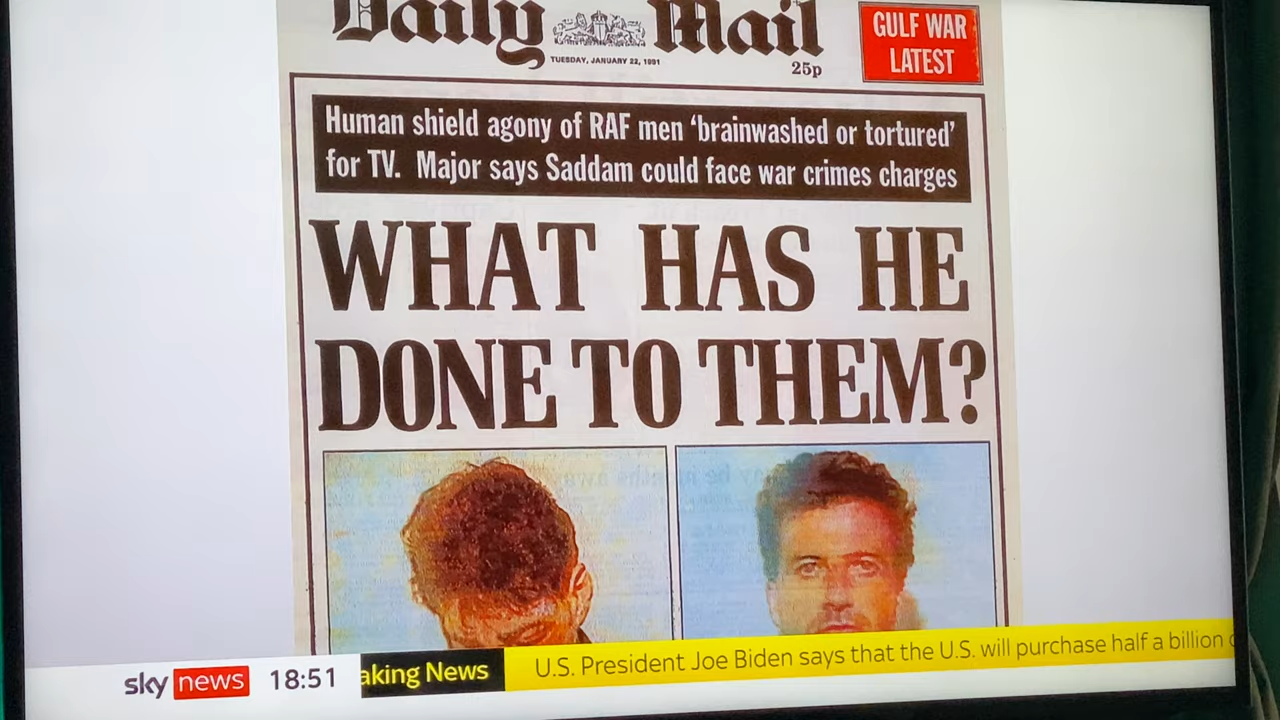 Daily Mail
TUESDAY, JANUARY 22, 1991
25p
GULF WAR
LATEST
Human shield agony of RAF men ‘brainwashed or tortured’
for TV. Major says Saddam could face war crimes charges
WHAT HAS HE
DONE TO THEM?
sky news 18:51 aking News U.S. President Joe Biden says that the U.S. will purchase half a billion